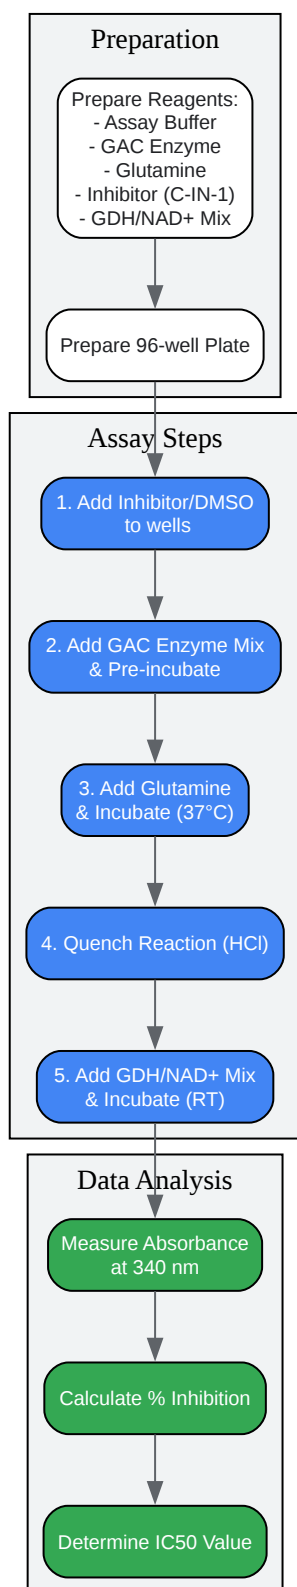 Preparation
Prepare Reagents:
- Assay Buffer
- GAC Enzyme
- Glutamine
- Inhibitor (C-IN-1)
- GDH/NAD+ Mix
Prepare 96-well Plate
Assay Steps
1. Add Inhibitor/DMSO
to wells
2. Add GAC Enzyme Mix
& Pre-incubate
3. Add Glutamine
& Incubate (37°C)
4. Quench Reaction (HCl)
5. Add GDH/NAD+ Mix
& Incubate (RT)
Data Analysis
Measure Absorbance
at 340 nm
Calculate % Inhibition
Determine IC50 Value